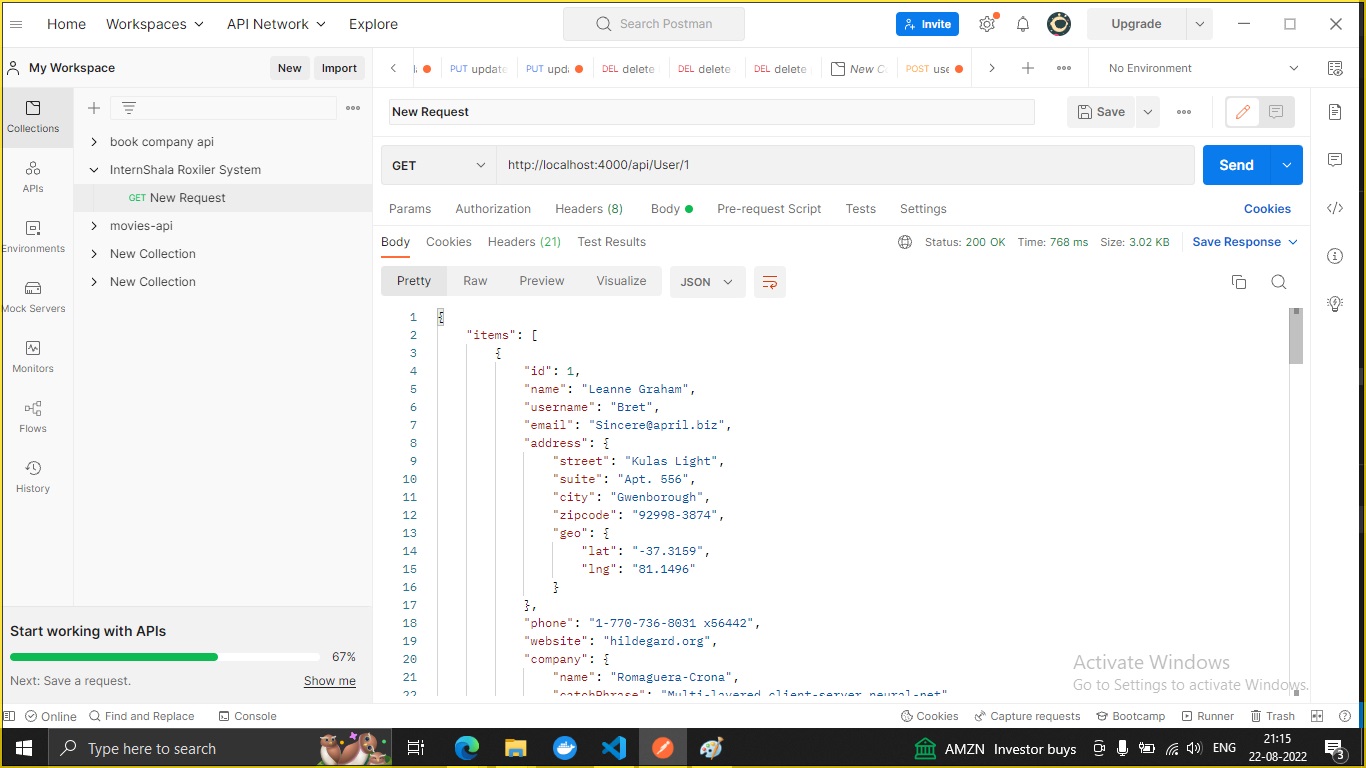 Home Workspaces API Network Explore Search Postman Invite Upgrade
My Workspace New Import PUT update PUT upda DEL delete DEL delete DEL delete New Co POST use No Environment
Collections
APIs
Environments
Mock Servers
Monitors
Flows
History
book company api
InternShala Roxiler System
GET New Request
movies-api
New Collection
New Collection
New Request Save
GET http://localhost:4000/api/User/1 Send
Params Authorization Headers (8) Body Pre-request Script Tests Settings Cookies
Body Cookies Headers (21) Test Results Status: 200 OK Time: 768 ms Size: 3.02 KB Save Response
Pretty Raw Preview Visualize JSON
1 {
2 "items": [
3 {
4 "id": 1,
5 "name": "Leanne Graham",
6 "username": "Bret",
7 "email": "Sincere@april.biz",
8 "address": {
9 "street": "Kulas Light",
10 "suite": "Apt. 556",
11 "city": "Gwenborough",
12 "zipcode": "92998-3874",
13 "geo": {
14 "lat": "-37.3159",
15 "lng": "81.1496"
16 }
17 },
18 "phone": "1-770-736-8031 x56442",
19 "website": "hildegard.org",
20 "company": {
21 "name": "Romaguera-Crona",
22 "catchPhrase": "Multi-layered client-server neural-net"
Start working with APIs
67%
Next: Save a request. Show me
Activate Windows
Go to Settings to activate Windows.
Online Find and Replace Console Cookies Capture requests Bootcamp Runner Trash
Type here to search AMZN Investor buys ENG 21:15
22-08-2022 3